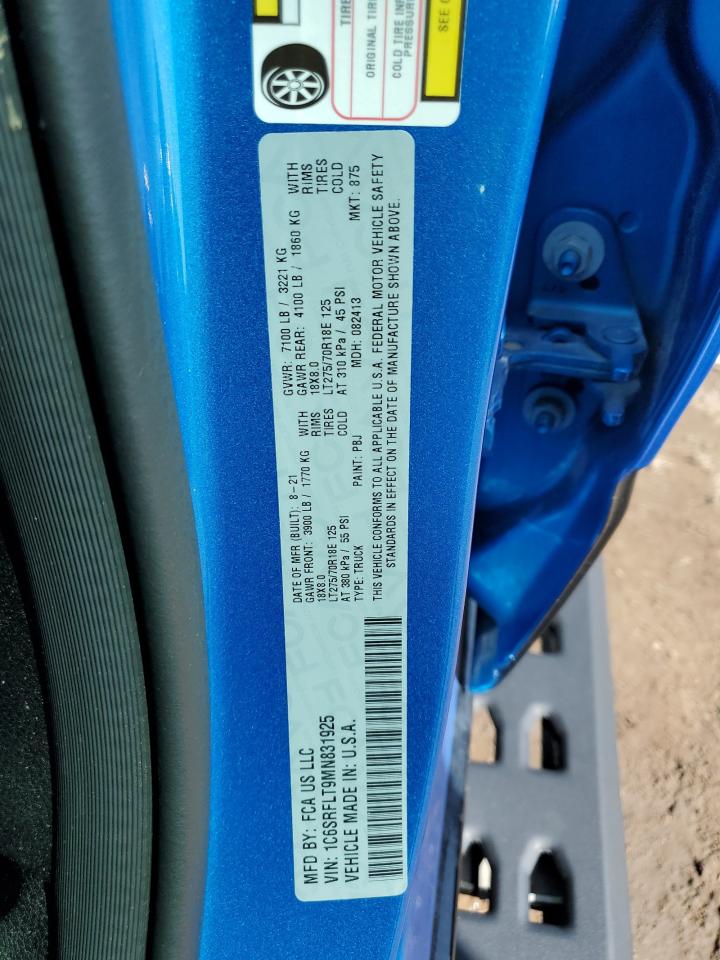 TIRE
ORIGINAL TIRE
COLD TIRE INF
PRESSURE
SEE O
MFD BY: FCA US LLC
VIN: 1C6SRFLT9MN831925
VEHICLE MADE IN: U.S.A.
DATE OF MFR (BUILT): 8-21 GVWR: 7100 LB / 3221 KG
GAWR FRONT: 3900 LB / 1770 KG WITH GAWR REAR: 4100 LB / 1860 KG WITH
18X8.0 RIMS 18X8.0 RIMS
LT275/70R18E 125 TIRES LT275/70R18E 125 TIRES
AT 380 kPa / 55 PSI COLD AT 310 kPa / 45 PSI COLD
TYPE: TRUCK PAINT: PBJ MDH: 082413 MKT: 875
THIS VEHICLE CONFORMS TO ALL APPLICABLE U.S.A. FEDERAL MOTOR VEHICLE SAFETY
STANDARDS IN EFFECT ON THE DATE OF MANUFACTURE SHOWN ABOVE.